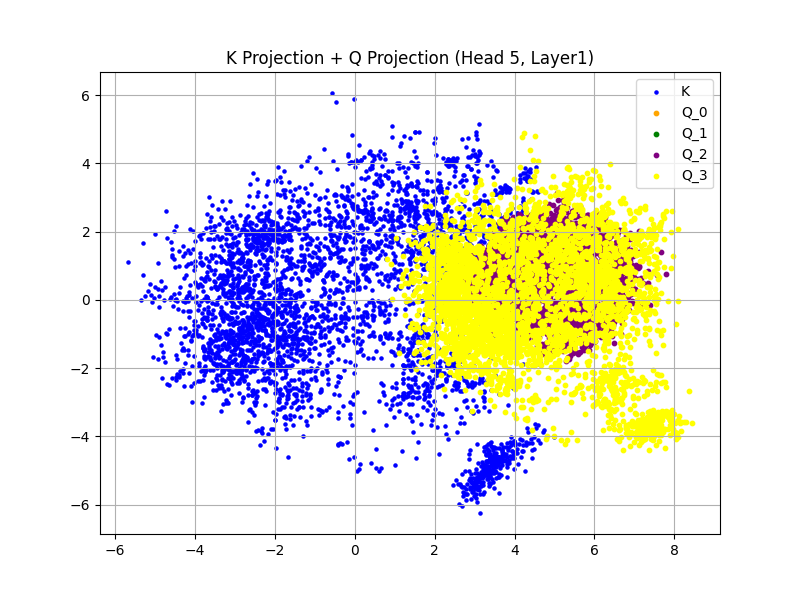 K Projection + Q Projection (Head 5, Layer1)
K
Q_0
Q_1
Q_2
Q_3
6
4
2
0
−2
−4
−6
−6 −4 −2 0 2 4 6 8